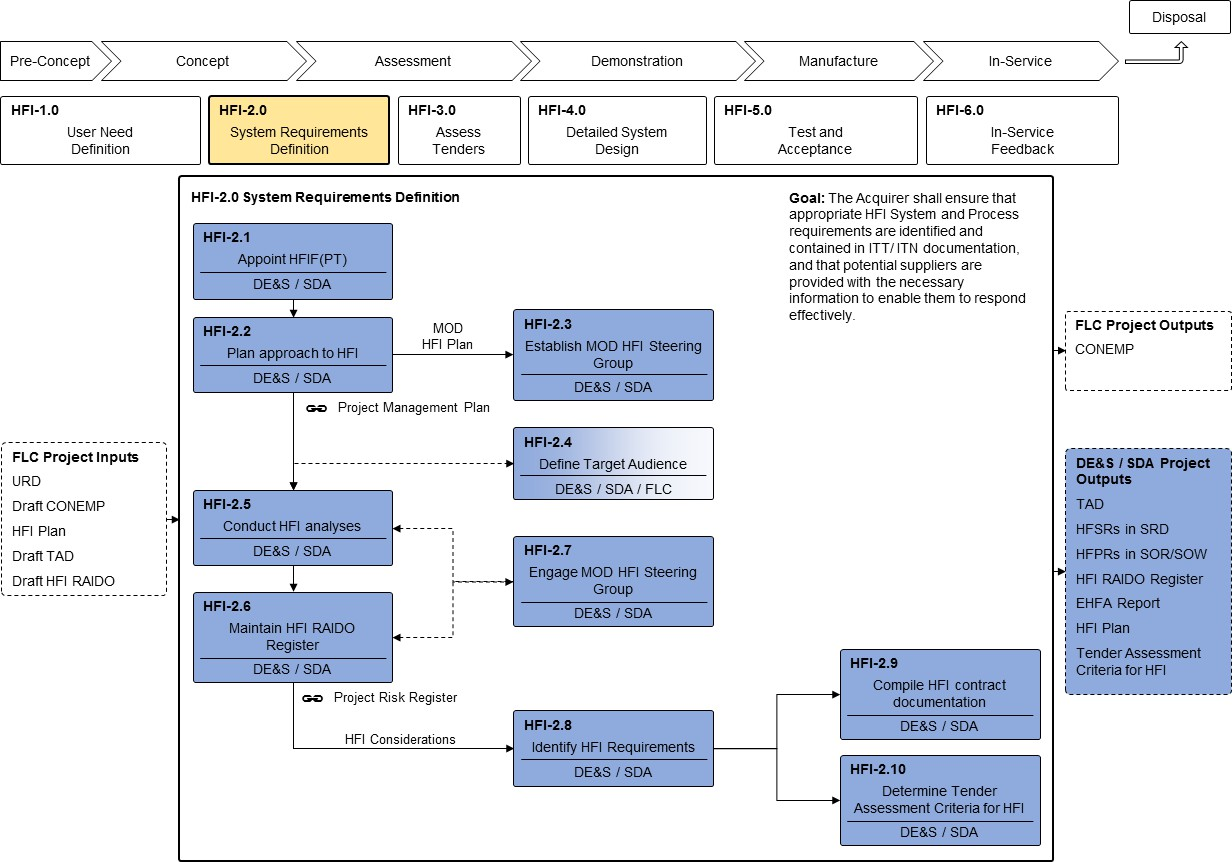 Disposal
Pre-Concept
Concept
Assessment
Demonstration
Manufacture
In-Service
HFI-1.0
User Need
Definition
HFI-2.0
System Requirements
Definition
HFI-3.0
Assess
Tenders
HFI-4.0
Detailed System
Design
HFI-5.0
Test and
Acceptance
HFI-6.0
In-Service
Feedback
HFI-2.0 System Requirements Definition
Goal: The Acquirer shall ensure that
appropriate HFI System and Process
requirements are identified and
contained in ITT/ ITN documentation,
and that potential suppliers are
provided with the necessary
information to enable them to respond
effectively.
HFI-2.1
Appoint HFIF(PT)
DE&S / SDA
HFI-2.2
Plan approach to HFI
DE&S / SDA
MOD
HFI Plan
HFI-2.3
Establish MOD HFI Steering
Group
DE&S / SDA
Project Management Plan
HFI-2.4
Define Target Audience
DE&S / SDA / FLC
HFI-2.5
Conduct HFI analyses
DE&S / SDA
HFI-2.6
Maintain HFI RAIDO
Register
DE&S / SDA
HFI-2.7
Engage MOD HFI Steering
Group
DE&S / SDA
Project Risk Register
HFI Considerations
HFI-2.8
Identify HFI Requirements
DE&S / SDA
HFI-2.9
Compile HFI contract
documentation
DE&S / SDA
HFI-2.10
Determine Tender
Assessment Criteria for HFI
DE&S / SDA
FLC Project Inputs
URD
Draft CONEMP
HFI Plan
Draft TAD
Draft HFI RAIDO
FLC Project Outputs
CONEMP
DE&S / SDA Project
Outputs
TAD
HFSRs in SRD
HFPRs in SOR/SOW
HFI RAIDO Register
EHFA Report
HFI Plan
Tender Assessment
Criteria for HFI